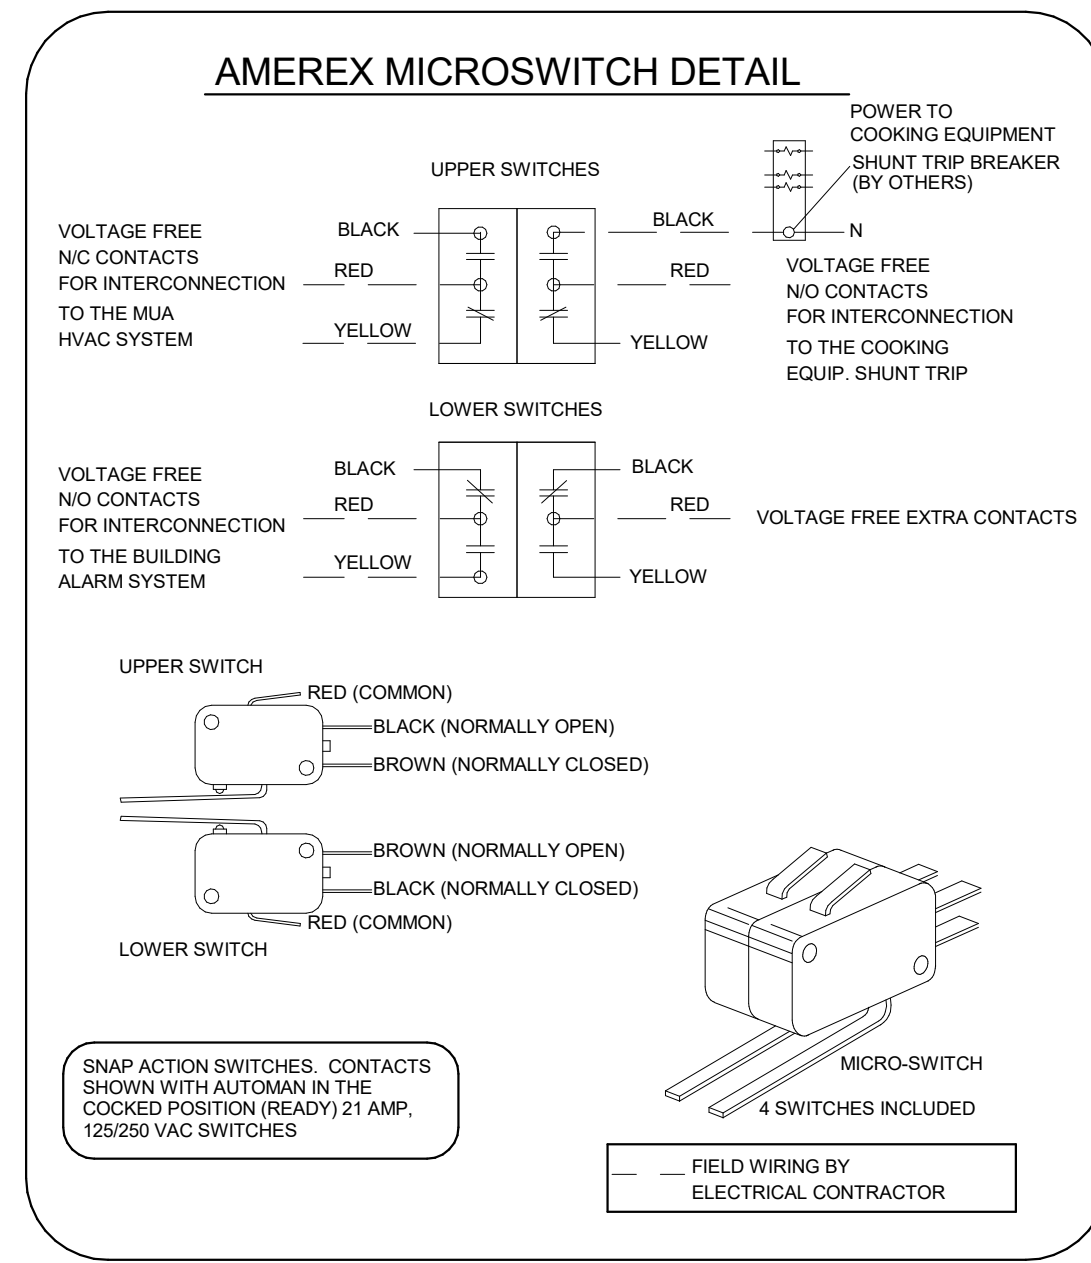 AMEREX MICROSWITCH DETAIL
POWER TO
COOKING EQUIPMENT
SHUNT TRIP BREAKER
(BY OTHERS)
N
UPPER SWITCHES
VOLTAGE FREE
N/C CONTACTS
FOR INTERCONNECTION
TO THE MUA
HVAC SYSTEM
BLACK
RED
YELLOW
BLACK
RED
YELLOW
VOLTAGE FREE
N/O CONTACTS
FOR INTERCONNECTION
TO THE COOKING
EQUIP. SHUNT TRIP
LOWER SWITCHES
VOLTAGE FREE
N/O CONTACTS
FOR INTERCONNECTION
TO THE BUILDING
ALARM SYSTEM
BLACK
RED
YELLOW
BLACK
RED
YELLOW
VOLTAGE FREE EXTRA CONTACTS
UPPER SWITCH
RED (COMMON)
BLACK (NORMALLY OPEN)
BROWN (NORMALLY CLOSED)
BROWN (NORMALLY OPEN)
BLACK (NORMALLY CLOSED)
RED (COMMON)
LOWER SWITCH
SNAP ACTION SWITCHES. CONTACTS
SHOWN WITH AUTOMAN IN THE
COCKED POSITION (READY) 21 AMP,
125/250 VAC SWITCHES
MICRO-SWITCH
4 SWITCHES INCLUDED
FIELD WIRING BY
ELECTRICAL CONTRACTOR